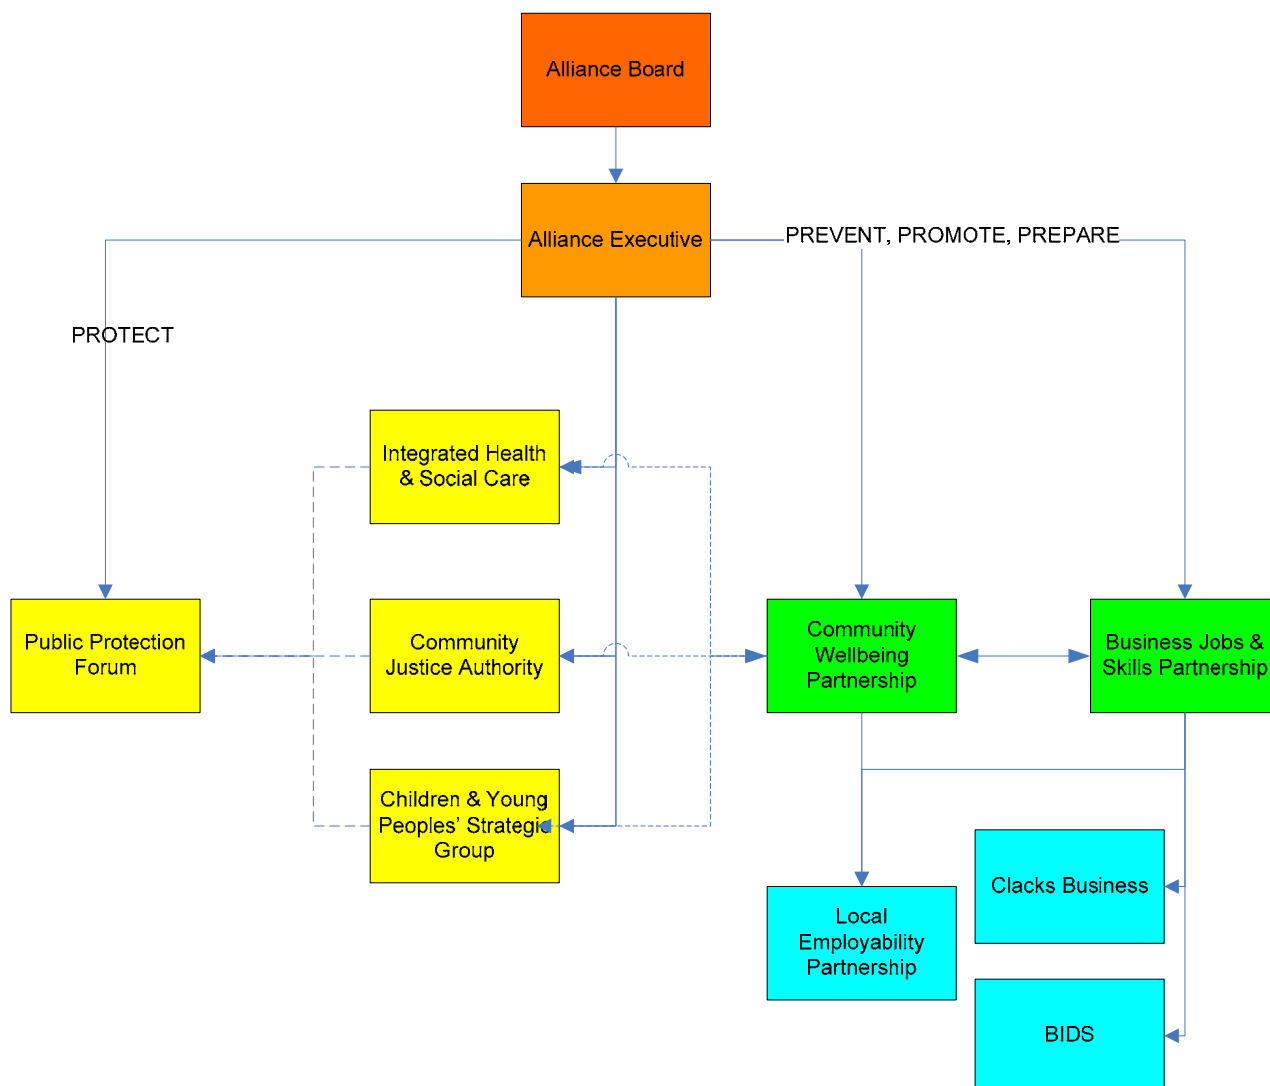 Alliance Board
Alliance Executive
PREVENT, PROMOTE, PREPARE
PROTECT
Integrated Health
& Social Care
Public Protection
Forum
Community
Justice Authority
Community
Wellbeing
Partnership
Business Jobs &
Skills Partnership
Children & Young
Peoples’ Strategic
Group
Clacks Business
Local
Employability
Partnership
BIDS